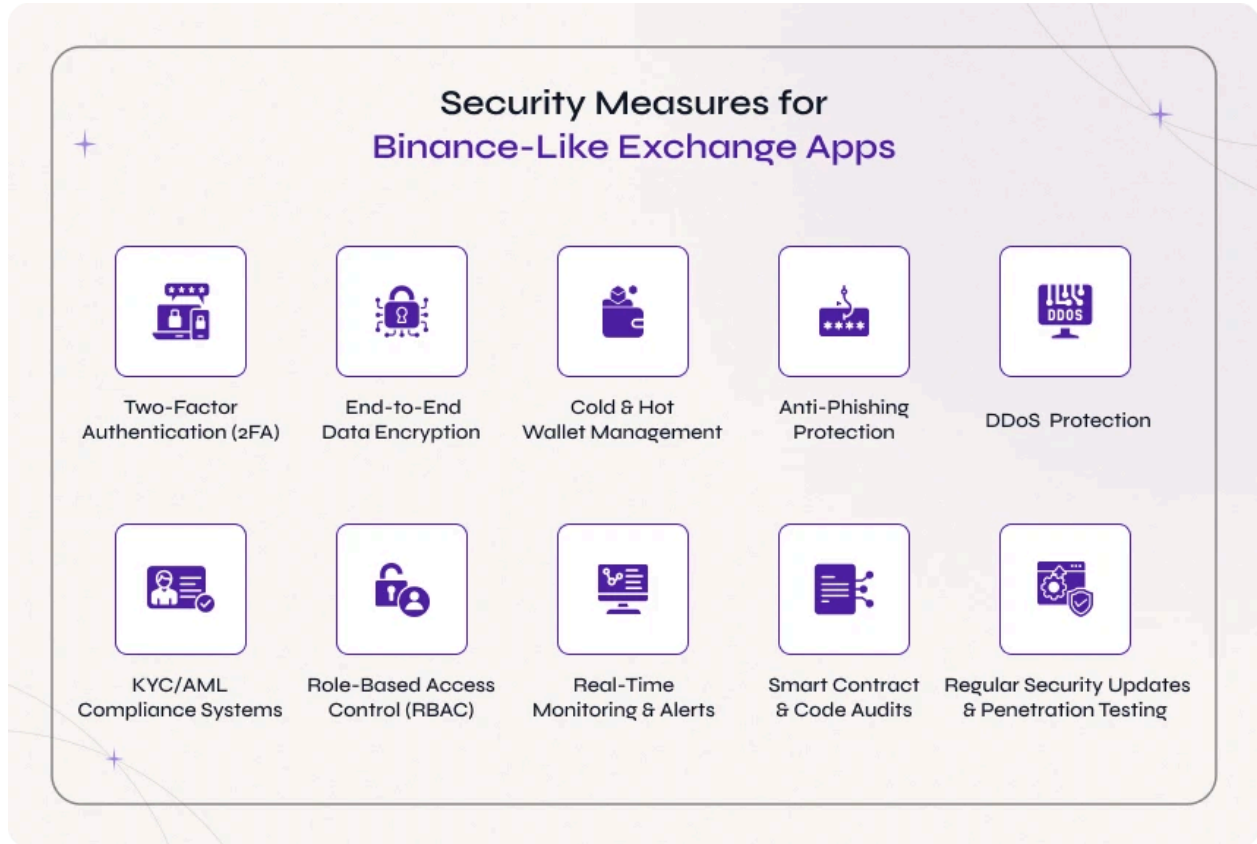 Security Measures for
Binance-Like Exchange Apps
Two-Factor
Authentication (2FA)
End-to-End
Data Encryption
Cold & Hot
Wallet Management
****
Anti-Phishing
Protection
DDOS
DDoS Protection
KYC/AML
Compliance Systems
Role-Based Access
Control (RBAC)
Real-Time
Monitoring & Alerts
Smart Contract
& Code Audits
Regular Security Updates
& Penetration Testing